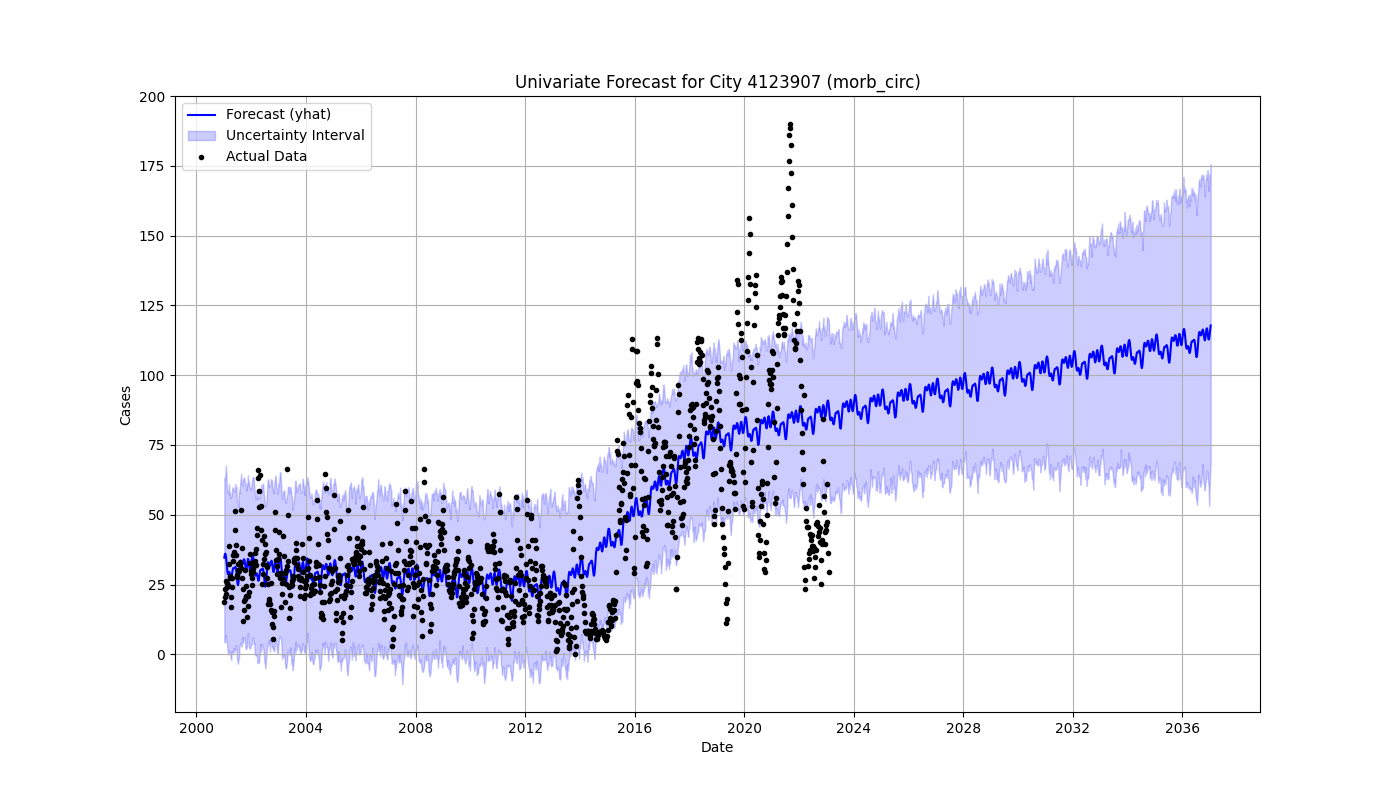 Univariate Forecast for City 4123907 (morb_circ)
Forecast (yhat)
Uncertainty Interval
Actual Data
200
175
150
125
100
75
50
25
0
Cases
2000 2004 2008 2012 2016 2020 2024 2028 2032 2036
Date